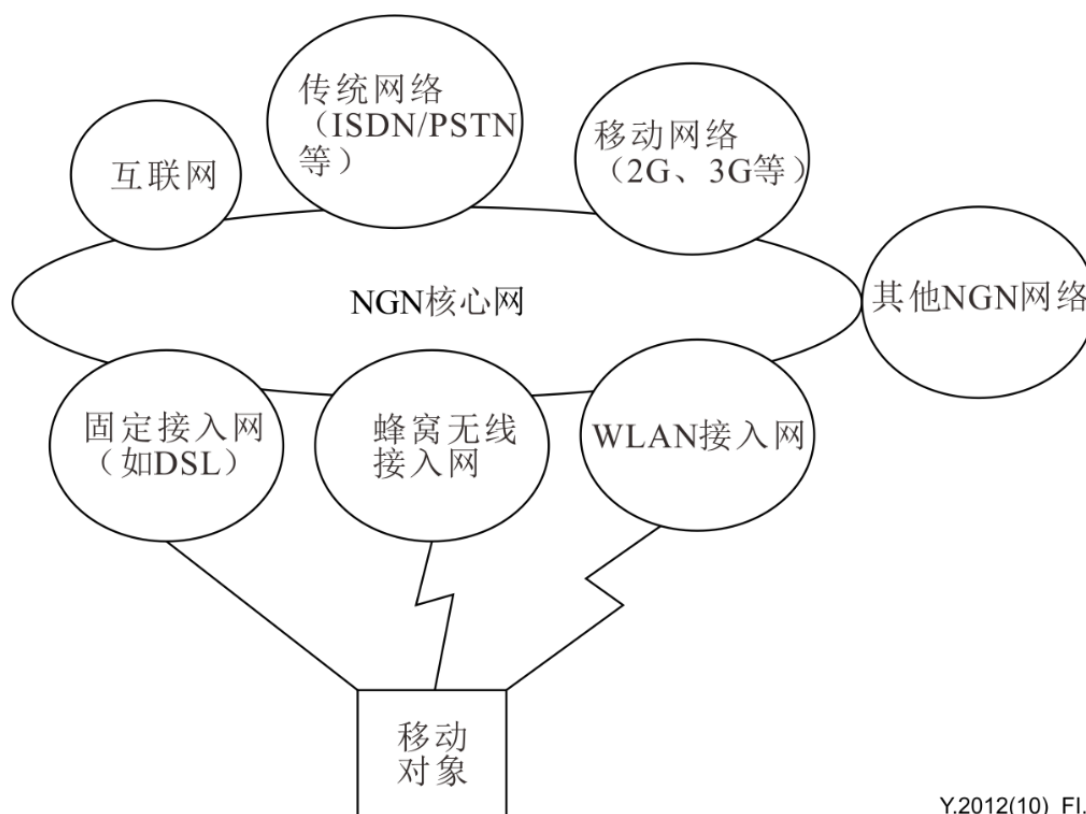 传统网络
（ISDN/PSTN
等）
移动网络
（2G、3G等）
互联网
NGN核心网
其他NGN网络
固定接入网
（如DSL）
蜂窝无线
接入网
WLAN接入网
移动
对象
Y.2012(10)_FI.